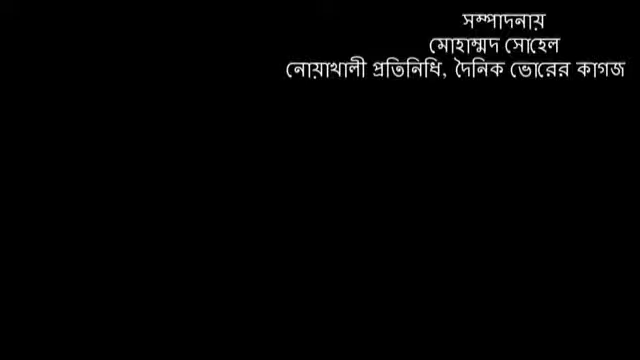 সম্পাদনায়
মোহাম্মদ সোহেল
নোয়াখালী প্রতিনিধি, দৈনিক ভোরের কাগজ